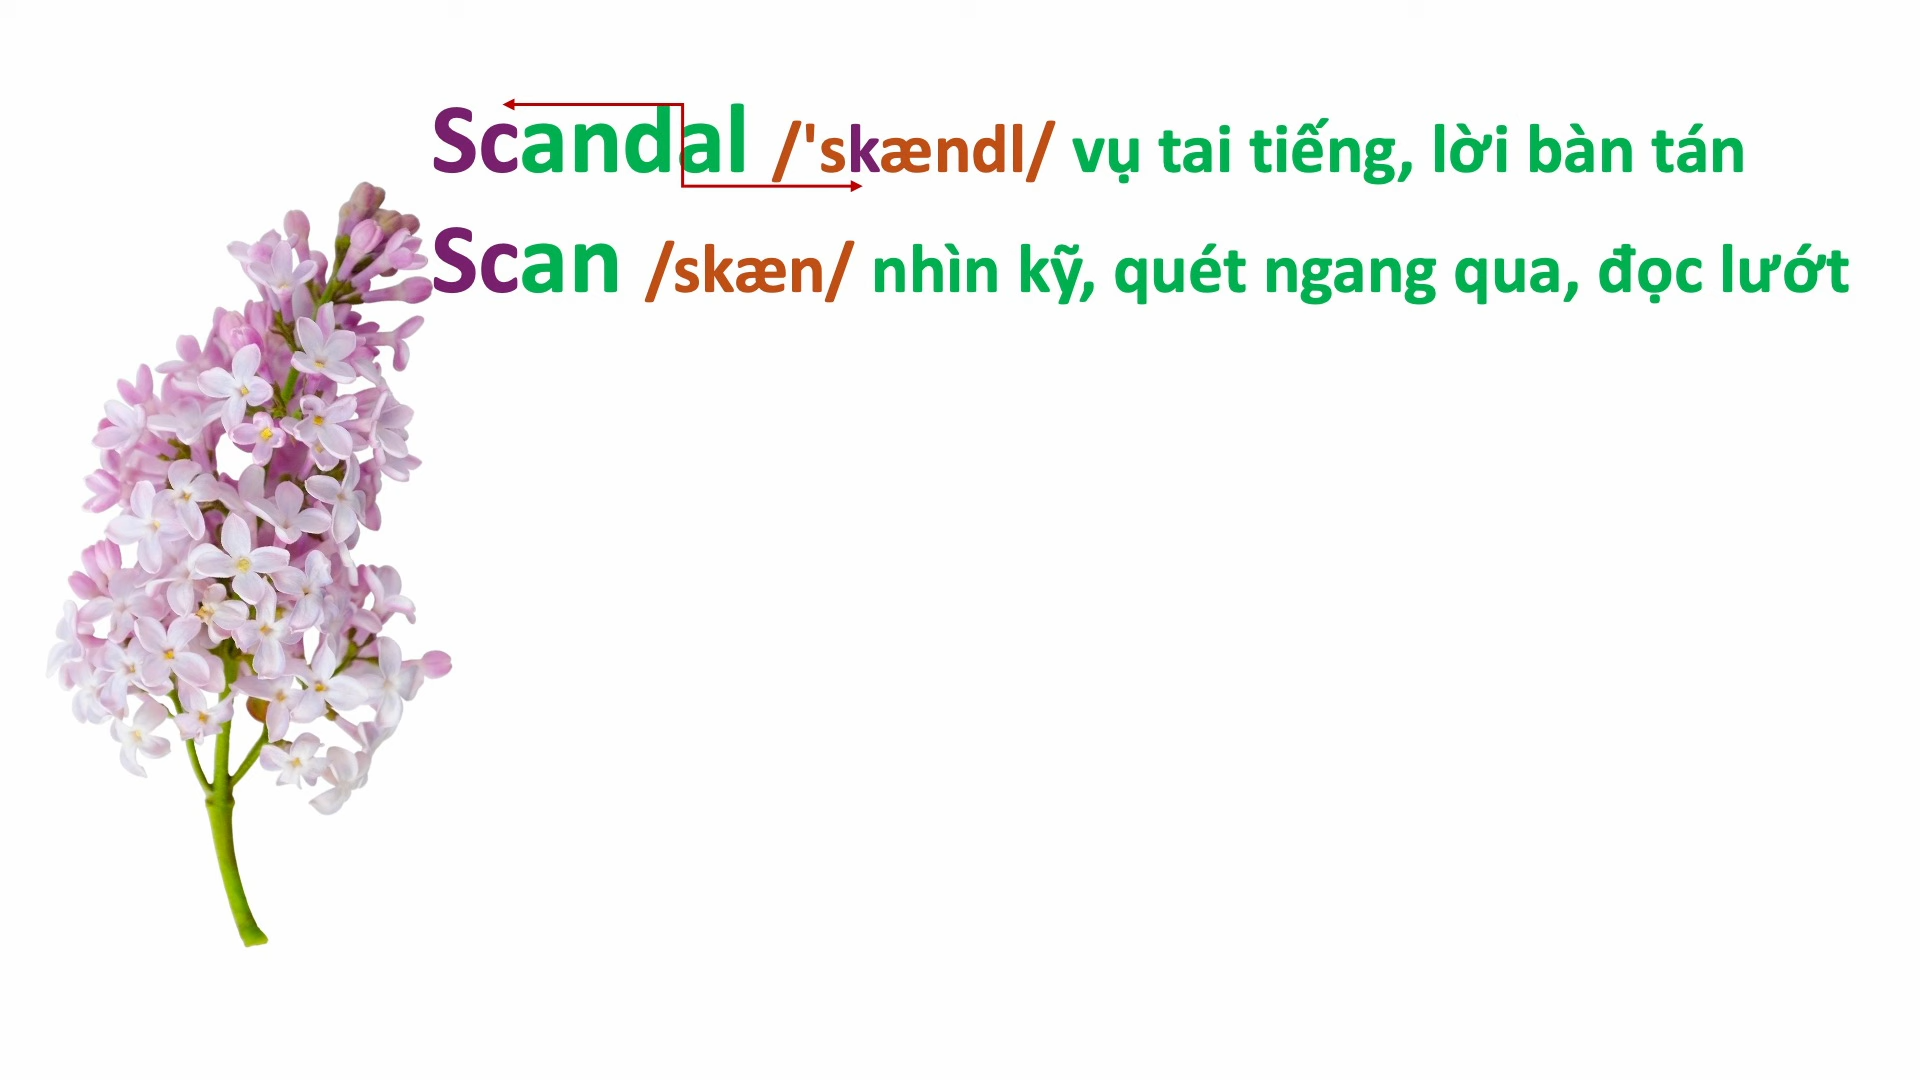 Scandal /'skændl/ vụ tai tiếng, lời bàn tán
Scan /skæn/ nhìn kỹ, quét ngang qua, đọc lướt